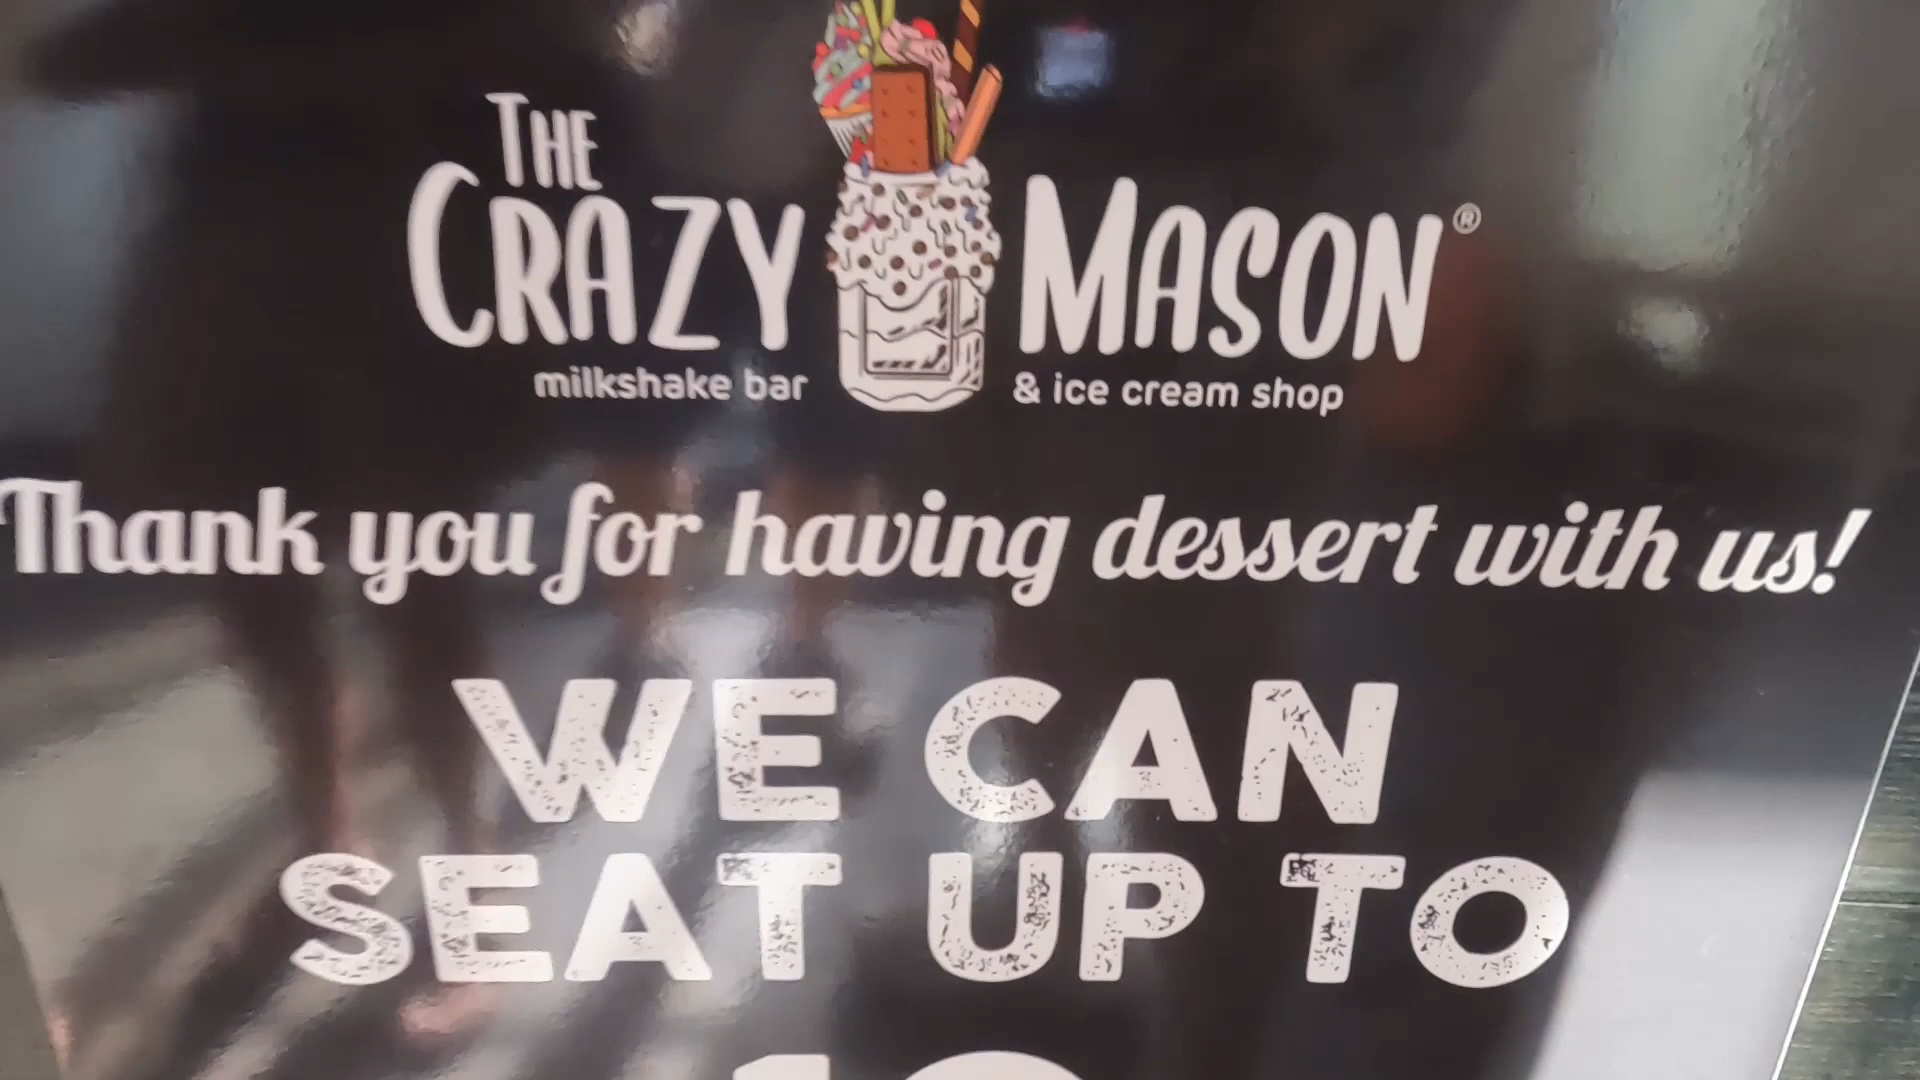 THE
CRAZY MASON®
milkshake bar & ice cream shop
Thank you for having dessert with us!
WE CAN
SEAT UP TO